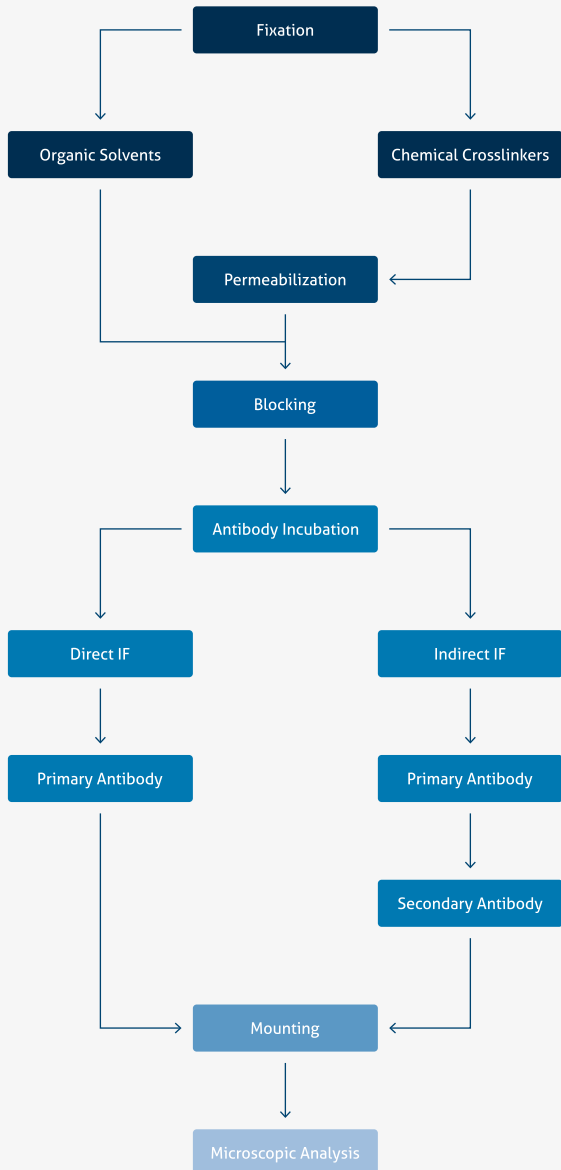 Fixation
Organic Solvents
Chemical Crosslinkers
Permeabilization
Blocking
Antibody Incubation
Direct IF
Indirect IF
Primary Antibody
Primary Antibody
Secondary Antibody
Mounting
Microscopic Analysis